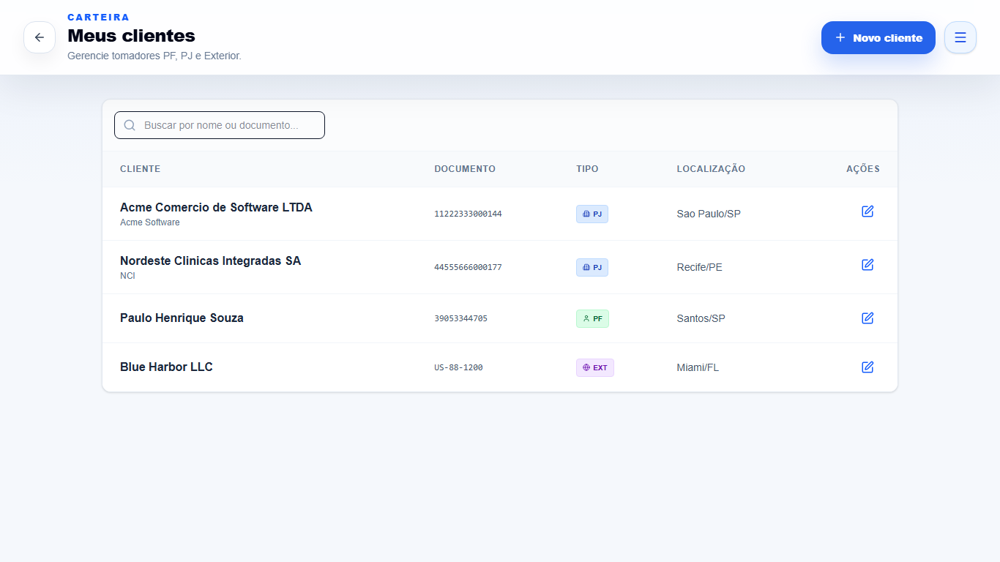 CARTEIRA
Meus clientes
Gerencie tomadores PF, PJ e Exterior.
Novo cliente
Buscar por nome ou documento...
CLIENTE DOCUMENTO TIPO LOCALIZAÇÃO AÇÕES
Acme Comercio de Software LTDA
Acme Software
11222333000144 PJ Sao Paulo/SP
Nordeste Clinicas Integradas SA
NCI
44555666000177 PJ Recife/PE
Paulo Henrique Souza 39053344705 PF Santos/SP
Blue Harbor LLC US-88-1200 EXT Miami/FL